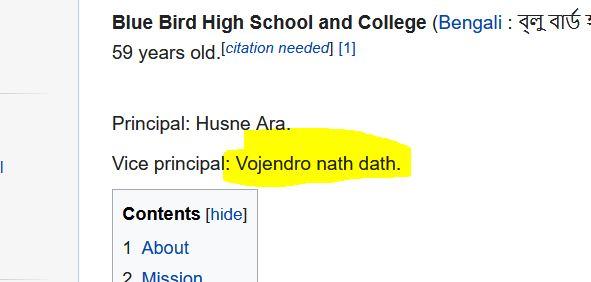 Blue Bird High School and College (Bengali : ব্লু বার্ড
59 years old.[citation needed] [1]
Principal: Husne Ara.
Vice principal: Vojendro nath dath.
Contents [hide]
1 About
2 Mission